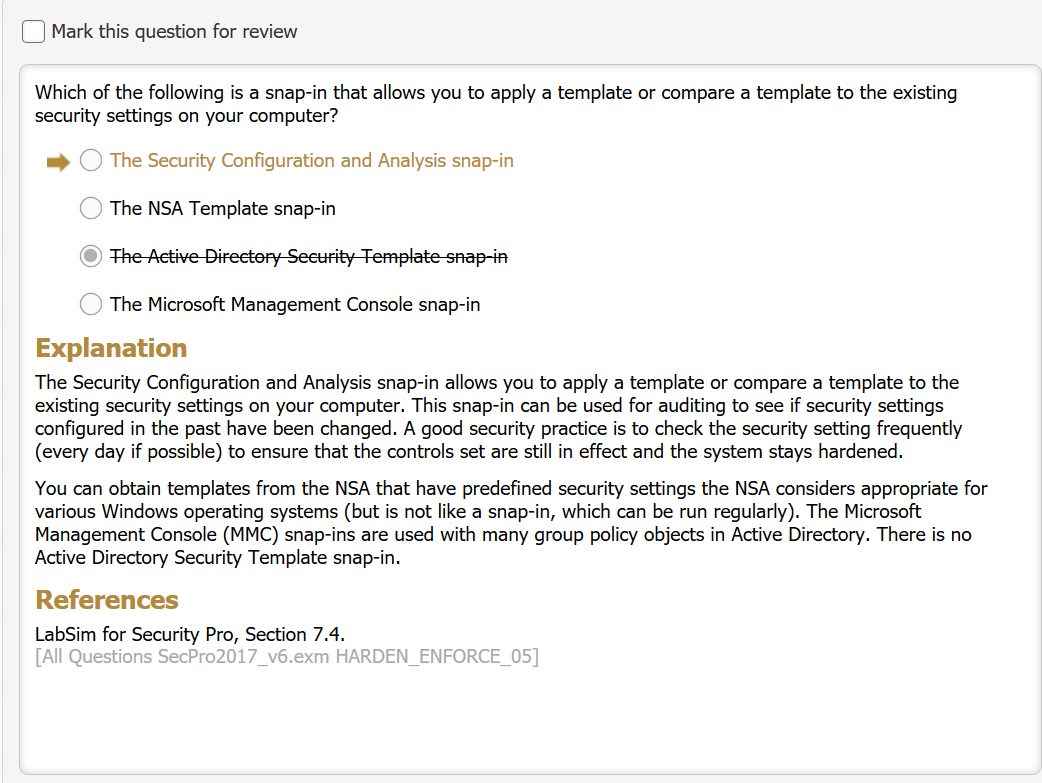 Mark this question for review
Which of the following is a snap-in that allows you to apply a template or compare a template to the existing
security settings on your computer?
The Security Configuration and Analysis snap-in
The NSA Template snap-in
The Active Directory Security Template snap-in
The Microsoft Management Console snap-in
Explanation
The Security Configuration and Analysis snap-in allows you to apply a template or compare a template to the
existing security settings on your computer. This snap-in can be used for auditing to see if security settings
configured in the past have been changed. A good security practice is to check the security setting frequently
(every day if possible) to ensure that the controls set are still in effect and the system stays hardened.
You can obtain templates from the NSA that have predefined security settings the NSA considers appropriate for
various Windows operating systems (but is not like a snap-in, which can be run regularly). The Microsoft
Management Console (MMC) snap-ins are used with many group policy objects in Active Directory. There is no
Active Directory Security Template snap-in.
References
LabSim for Security Pro, Section 7.4.
[All Questions SecPro2017_v6.exm HARDEN_ENFORCE_05]